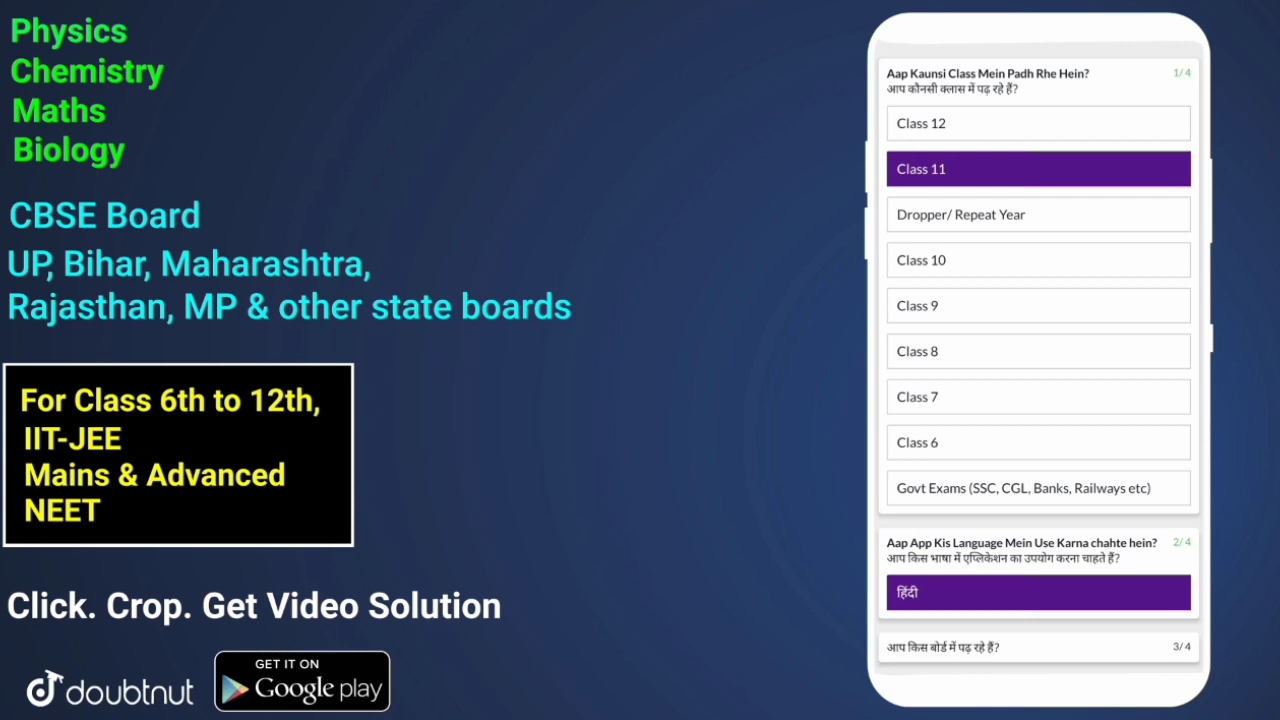 Physics
Chemistry
Maths
Biology
CBSE Board
UP, Bihar, Maharashtra,
Rajasthan, MP & other state boards
For Class 6th to 12th,
IIT-JEE
Mains & Advanced
NEET
Click. Crop. Get Video Solution
doubtnut
GET IT ON
Google play
Aap Kaunsi Class Mein Padh Rhe Hein? 1/4
आप कौनसी क्लास में पढ़ रहे हैं?
Class 12
Class 11
Dropper/ Repeat Year
Class 10
Class 9
Class 8
Class 7
Class 6
Govt Exams (SSC, CGL, Banks, Railways etc)
Aap App Kis Language Mein Use Karna chahte hein? 2/4
आप किस भाषा में एप्लिकेशन का उपयोग करना चाहते हैं?
हिंदी
आप किस बोर्ड में पढ़ रहे हैं? 3/4